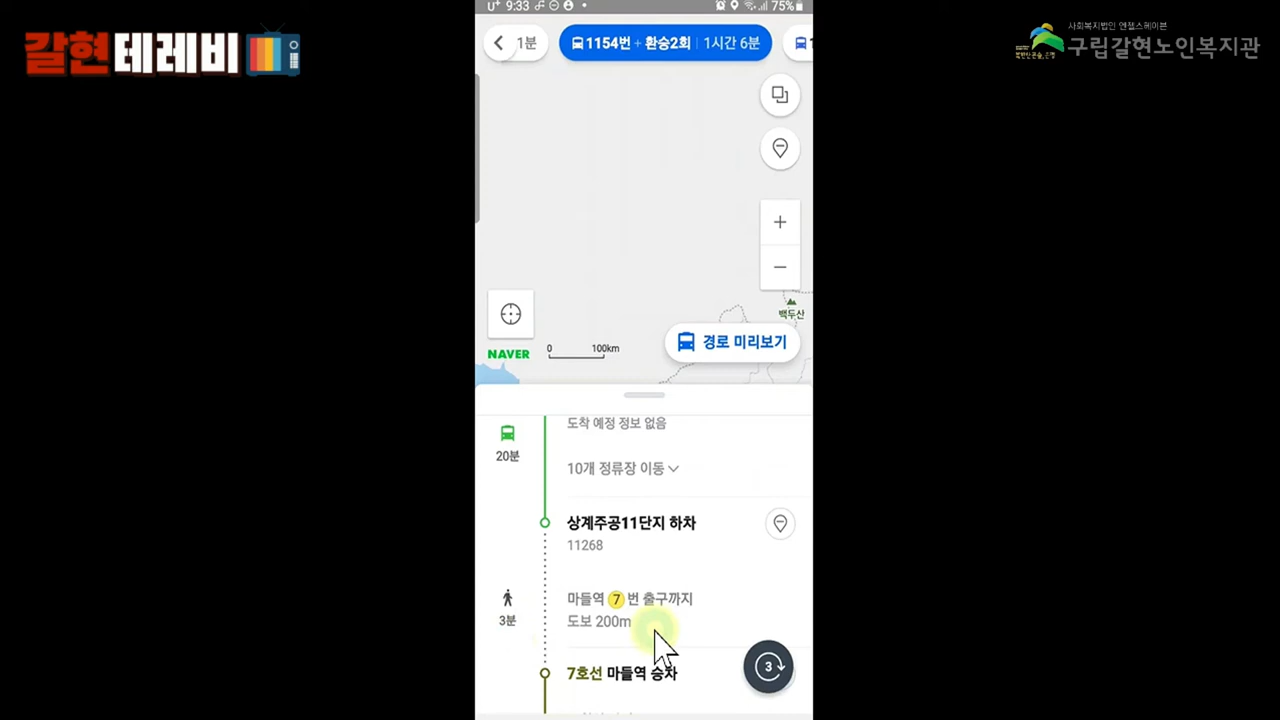 갈현테레비
U+ 9:33
75%
1분
1154번 + 환승2회 | 1시간 6분
사회복지법인 엔젤스헤이븐
구립갈현노인복지관
백두산
NAVER
0 100km
경로 미리보기
도착 예정 정보 없음
20분
10개 정류장 이동
상계주공11단지 하차
11268
마들역 7번 출구까지
3분
도보 200m
7호선 마들역 승차
3